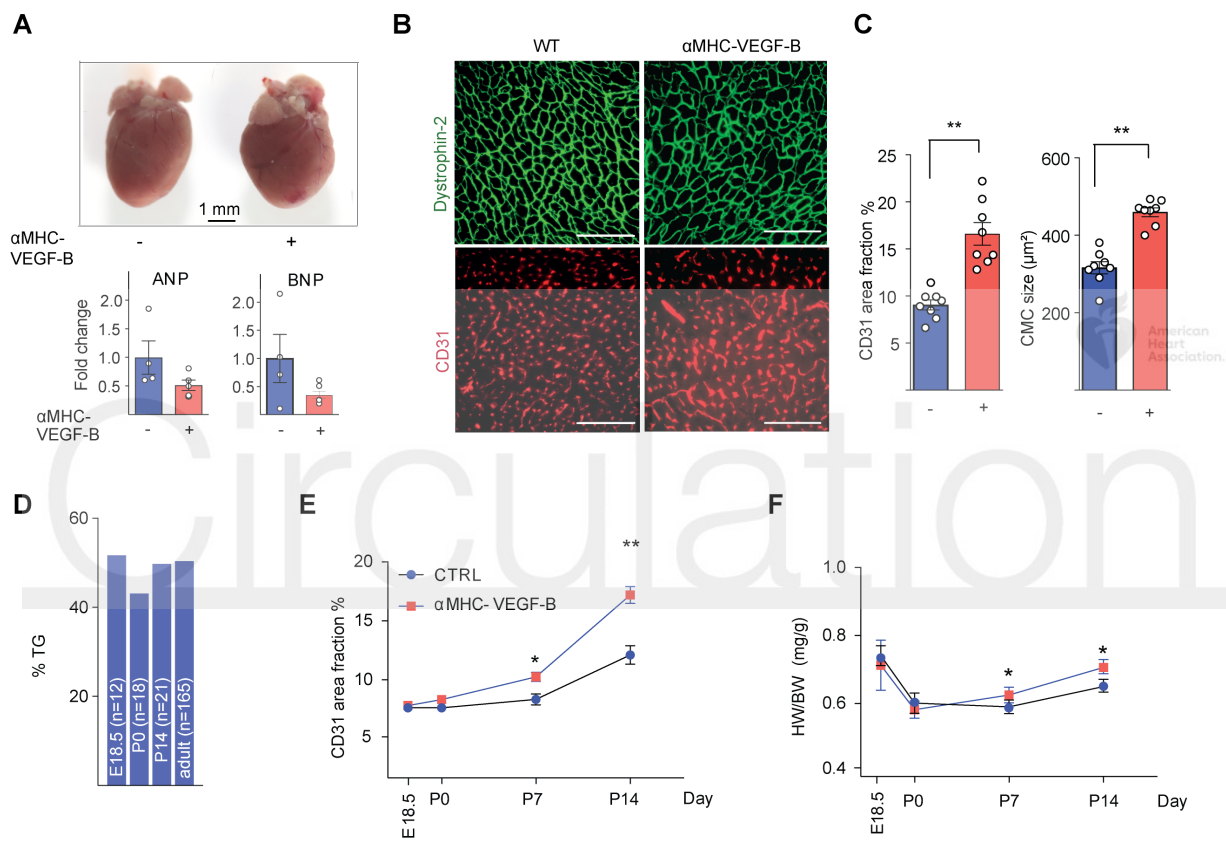 A
1 mm
αMHC-
VEGF-B
-
+
ANP
BNP
Fold change
2.0
1.0
0.5
2.0
1.0
0.5
αMHC-
VEGF-B
-
+
-
+
B
WT
αMHC-VEGF-B
Dystrophin-2
CD31
C
**
25
20
15
10
5
CD31 area fraction %
-
+
**
600
400
200
CMC size (µm²)
-
+
American
Heart
Association.
Circulation
D
60
40
20
% TG
E18.5 (n=12)
P0 (n=18)
P14 (n=21)
adult (n=165)
E
20
15
10
5
CD31 area fraction %
CTRL
αMHC- VEGF-B
*
**
E18.5
P0
P7
P14
Day
F
1.0
0.8
0.6
0.4
HW/BW (mg/g)
*
*
E18.5
P0
P7
P14
Day